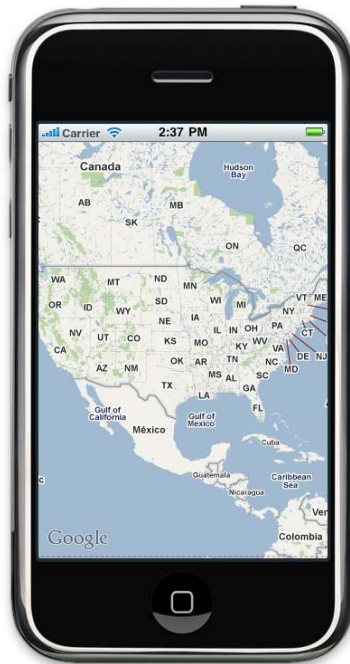 Carrier 2:37 PM
Canada
Hudson Bay
AB
MB
SK
ON
QC
WA
MT
ND
MN
VT ME
OR
ID
SD
WI
MI
NY
WY
NE
IA
PA
CT
NV
UT
CO
KS
MO
IL IN OH
KY WV
VA
DE NJ
MD
CA
AZ
NM
OK
AR
TN
NC
SC
MS
AL
GA
TX
LA
FL
Gulf of California
México
Gulf of Mexico
Cuba
Guatemala
Caribbean Sea
Nicaragua
Ver
Google
Colombia